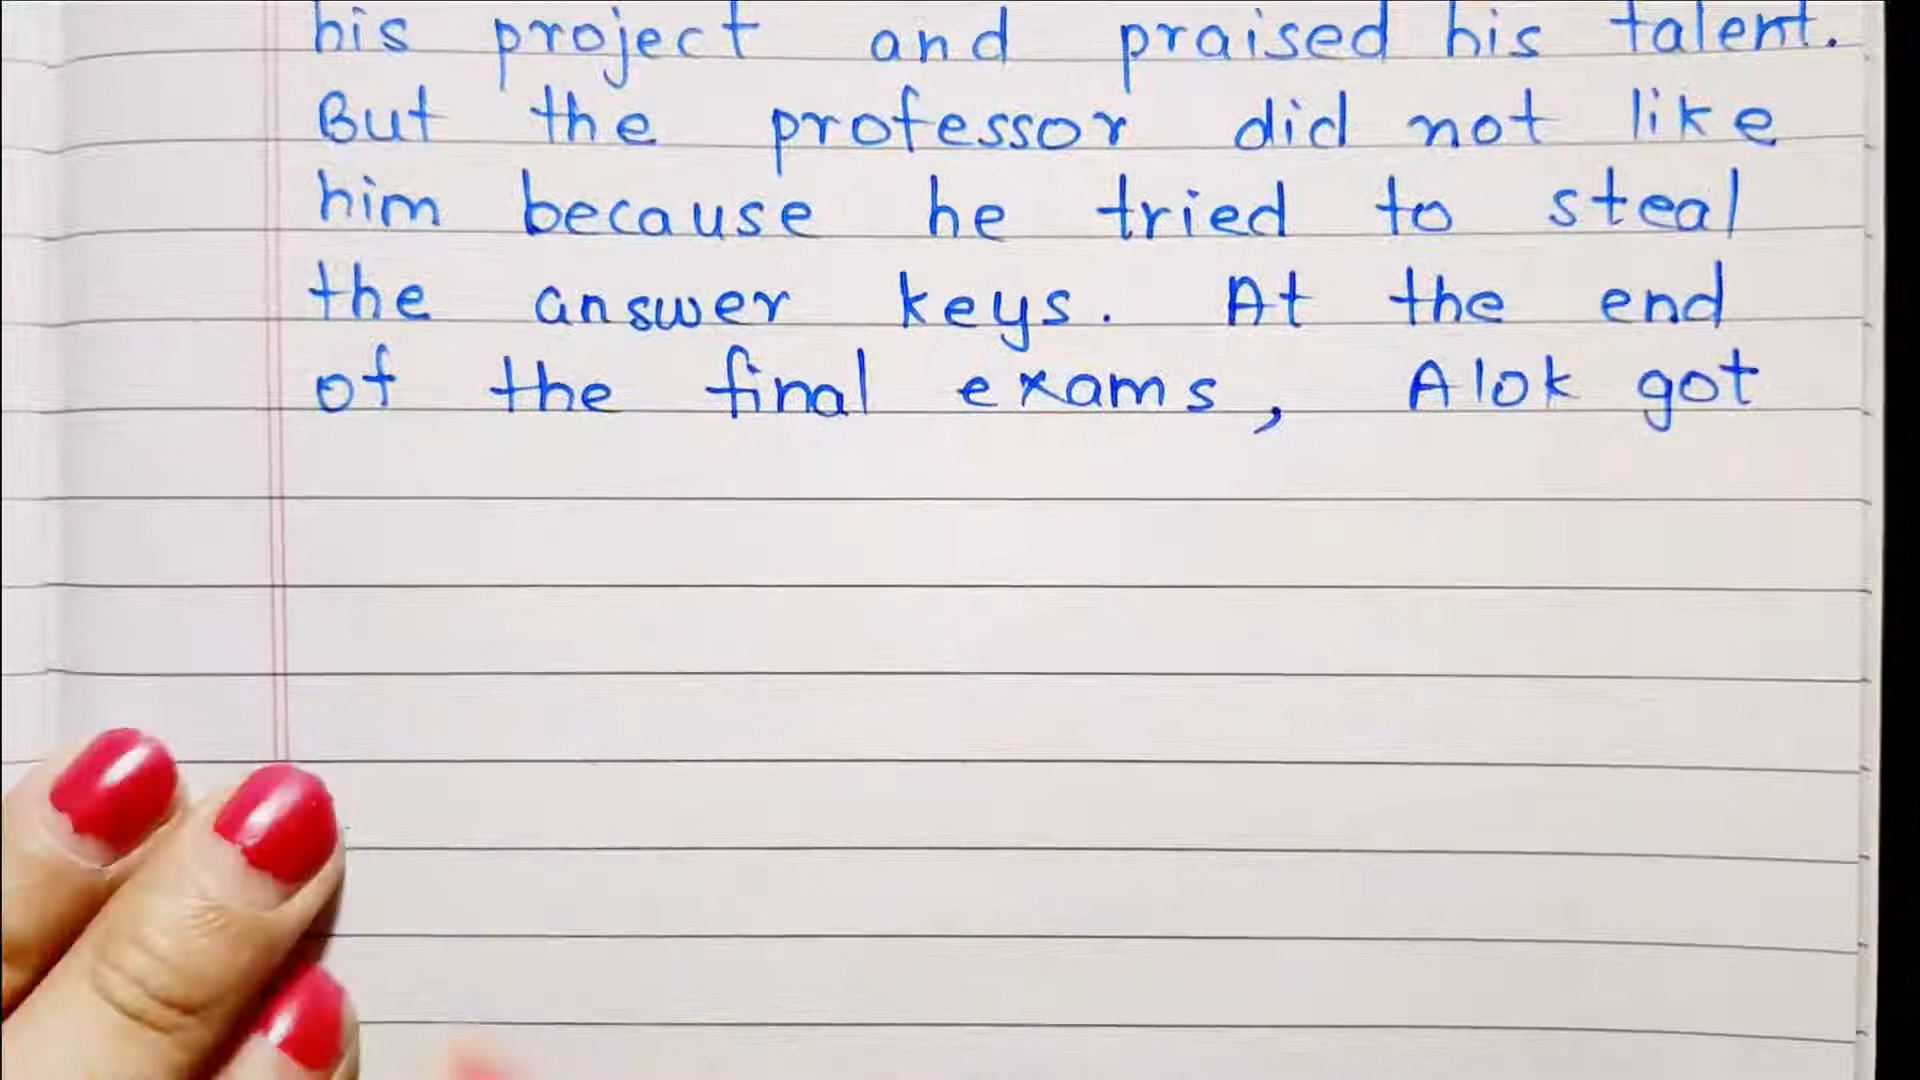 his project and praised his talent.
But the professor did not like
him because he tried to steal
the answer keys. At the end
of the final exams, Alok got